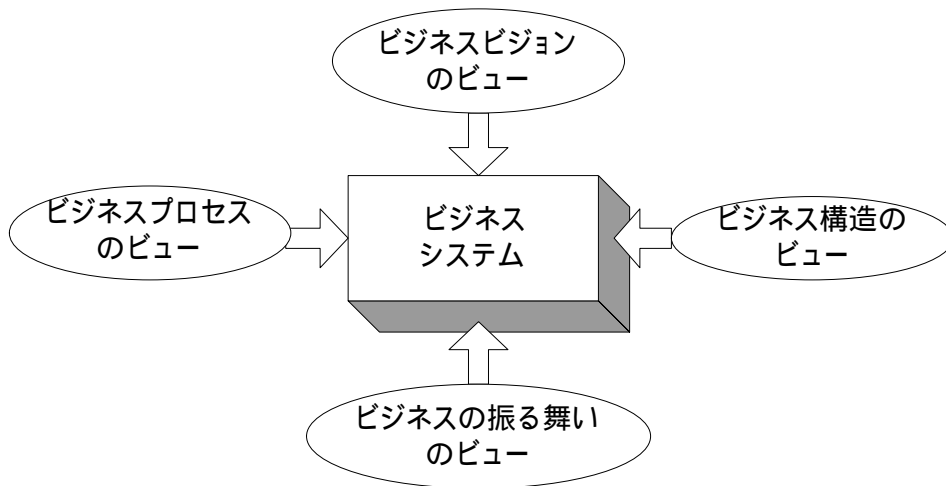 ビジネスビジョン
のビュー
ビジネスプロセス
のビュー
ビジネス
システム
ビジネス構造の
ビュー
ビジネスの振る舞い
のビュー